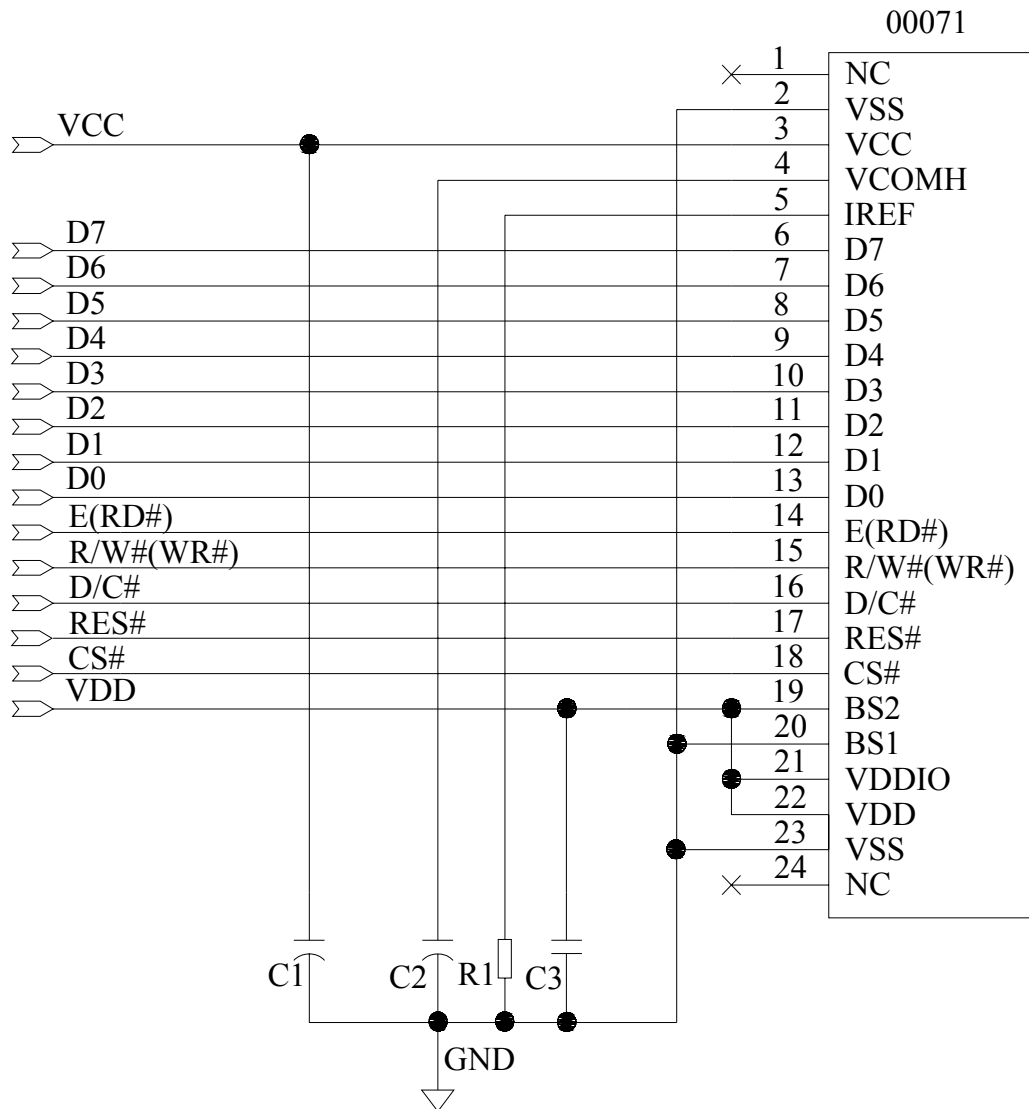 00071
1 NC
2 VSS
VCC 3 VCC
4 VCOMH
5 IREF
D7 6 D7
D6 7 D6
D5 8 D5
D4 9 D4
D3 10 D3
D2 11 D2
D1 12 D1
D0 13 D0
E(RD#) 14 E(RD#)
R/W#(WR#) 15 R/W#(WR#)
D/C# 16 D/C#
RES# 17 RES#
CS# 18 CS#
VDD 19 BS2
20 BS1
21 VDDIO
22 VDD
23 VSS
24 NC
C1 C2 R1 C3
GND